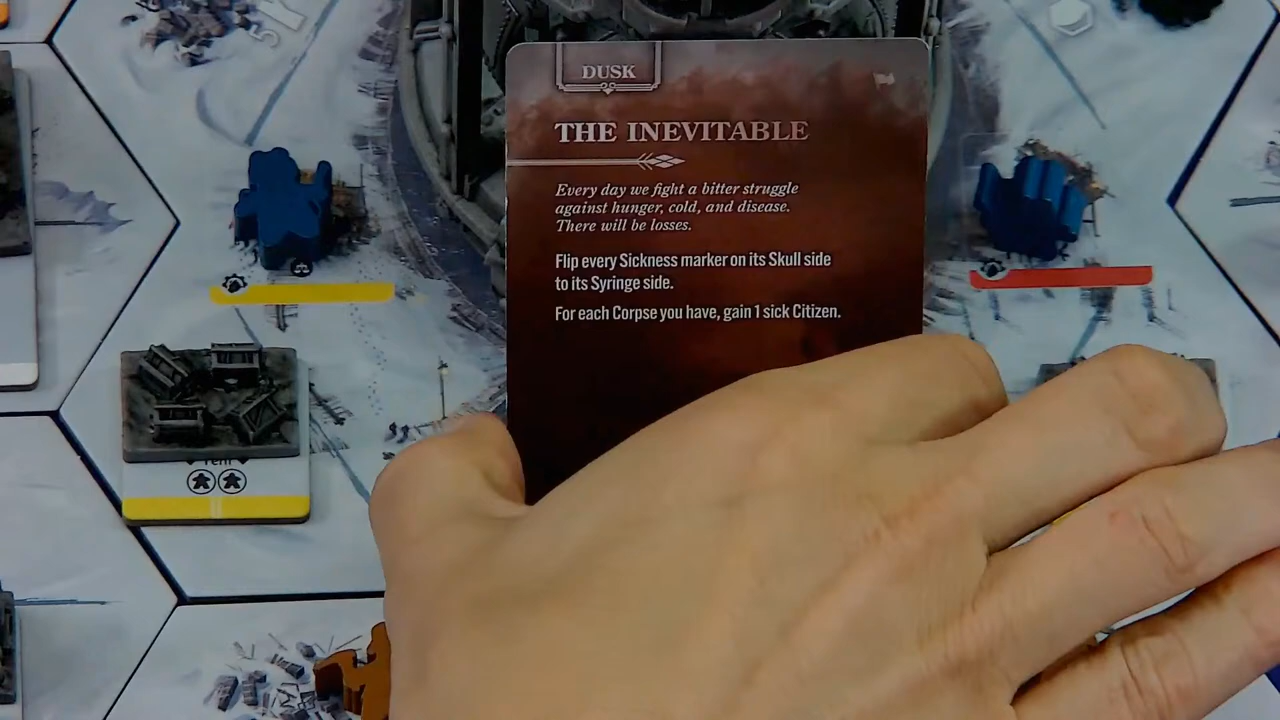 DUSK
THE INEVITABLE
Every day we fight a bitter struggle
against hunger, cold, and disease.
There will be losses.
Flip every Sickness marker on its Skull side
to its Syringe side.
For each Corpse you have, gain 1 sick Citizen.